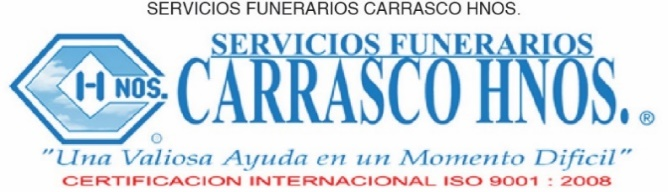 SERVICIOS FUNERARIOS CARRASCO HNOS.
SERVICIOS FUNERARIOS
H NOS.
CARRASCO HNOS. ®
©
"Una Valiosa Ayuda en un Momento Dificil"
CERTIFICACION INTERNACIONAL ISO 9001 : 2008